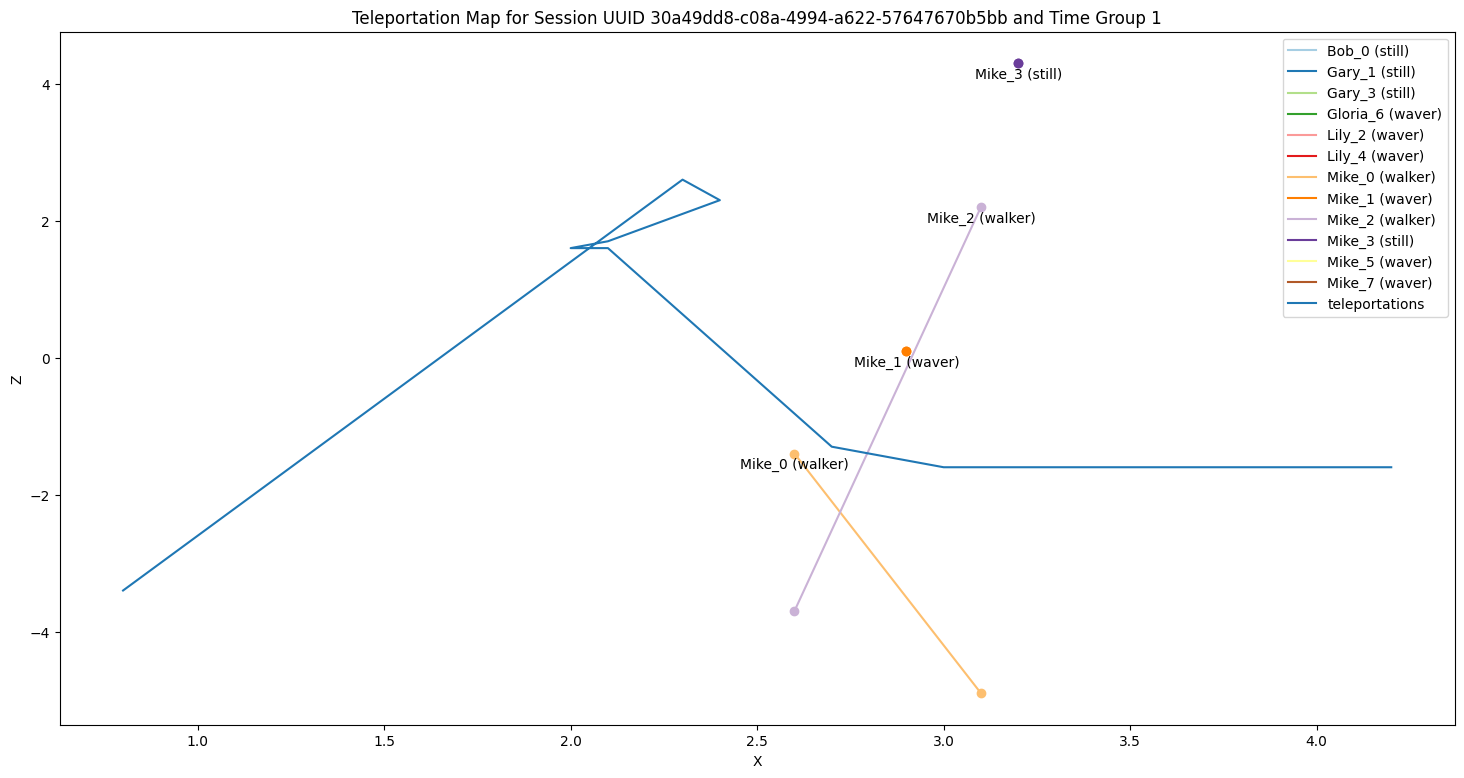 Teleportation Map for Session UUID 30a49dd8-c08a-4994-a622-57647670b5bb and Time Group 1
Bob_0 (still)
Gary_1 (still)
Gary_3 (still)
Gloria_6 (waver)
Lily_2 (waver)
Lily_4 (waver)
Mike_0 (walker)
Mike_1 (waver)
Mike_2 (walker)
Mike_3 (still)
Mike_5 (waver)
Mike_7 (waver)
teleportations
Mike_3 (still)
Mike_2 (walker)
Mike_1 (waver)
Mike_0 (walker)
4
2
0
−2
−4
Z
1.0 1.5 2.0 2.5 3.0 3.5 4.0
X